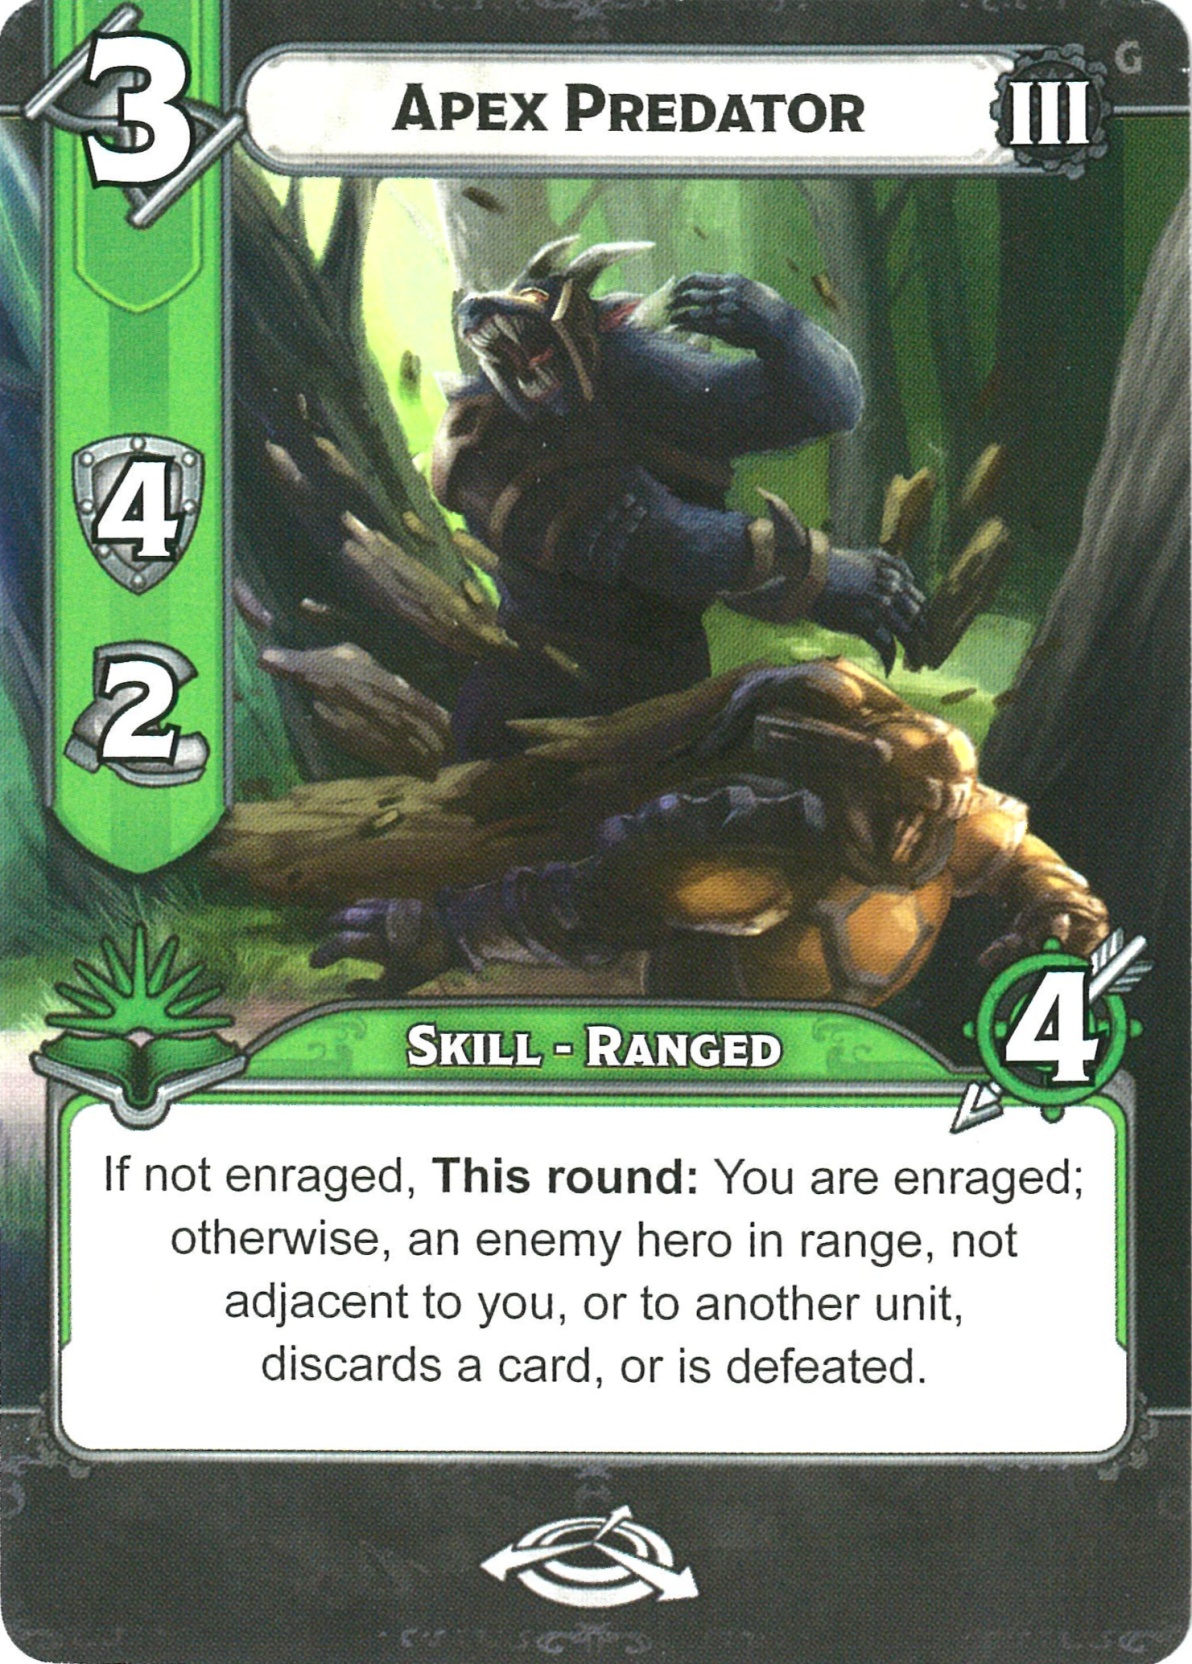 3
APEX PREDATOR
III
G
4
2
SKILL - RANGED
4
If not enraged, This round: You are enraged;
otherwise, an enemy hero in range, not
adjacent to you, or to another unit,
discards a card, or is defeated.